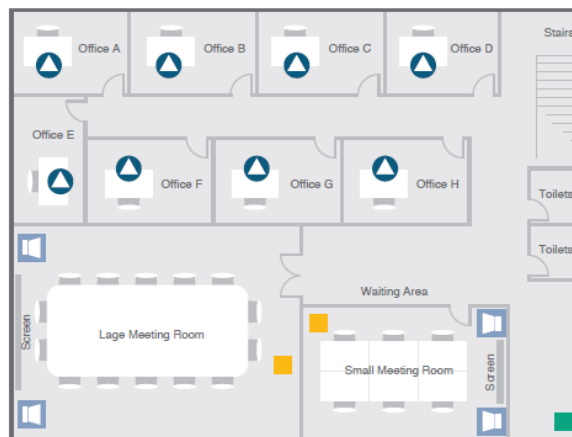 Office A
Office B
Office C
Office D
Stairs
Office E
Office F
Office G
Office H
Toilets
Toilets
Waiting Area
Screen
Lage Meeting Room
Small Meeting Room
Screen